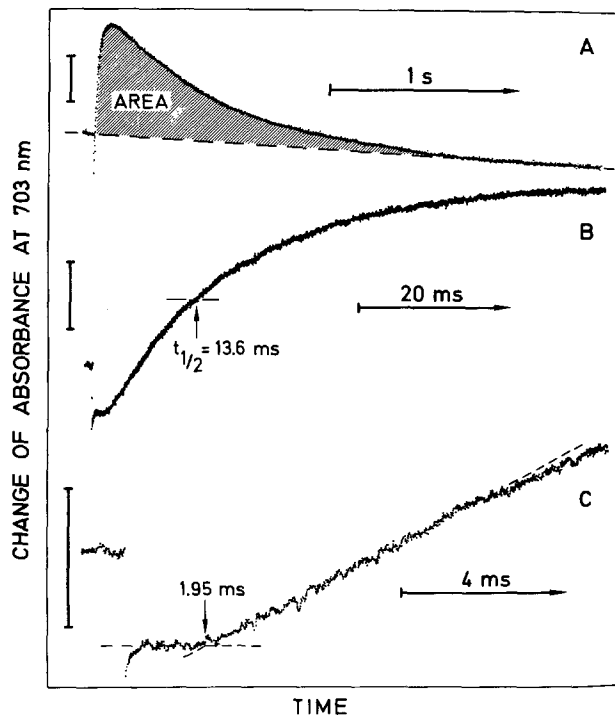 A
1 s
AREA
B
20 ms
t1/2 = 13.6 ms
C
1.95 ms
4 ms
CHANGE OF ABSORBANCE AT 703 nm
TIME